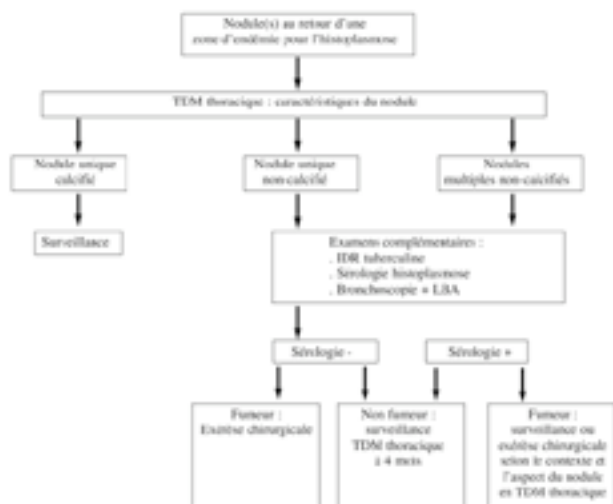 Nodule(s) au retour d'une
zone d'endémie pour l'histoplasmose
TDM thoracique : caractéristiques du nodule
Nodule unique
calcifié
Nodule unique
non-calcifié
Nodules
multiples non-calcifiés
Surveillance
Examens complémentaires :
. IDR tuberculine
. Sérologie histoplasmose
. Bronchoscopie + LBA
Sérologie -
Sérologie +
Fumeur :
Exérèse chirurgicale
Non fumeur :
surveillance
TDM thoracique
à 4 mois
Fumeur :
surveillance ou
exérèse chirurgicale
selon le contexte et
l'aspect du nodule
en TDM thoracique